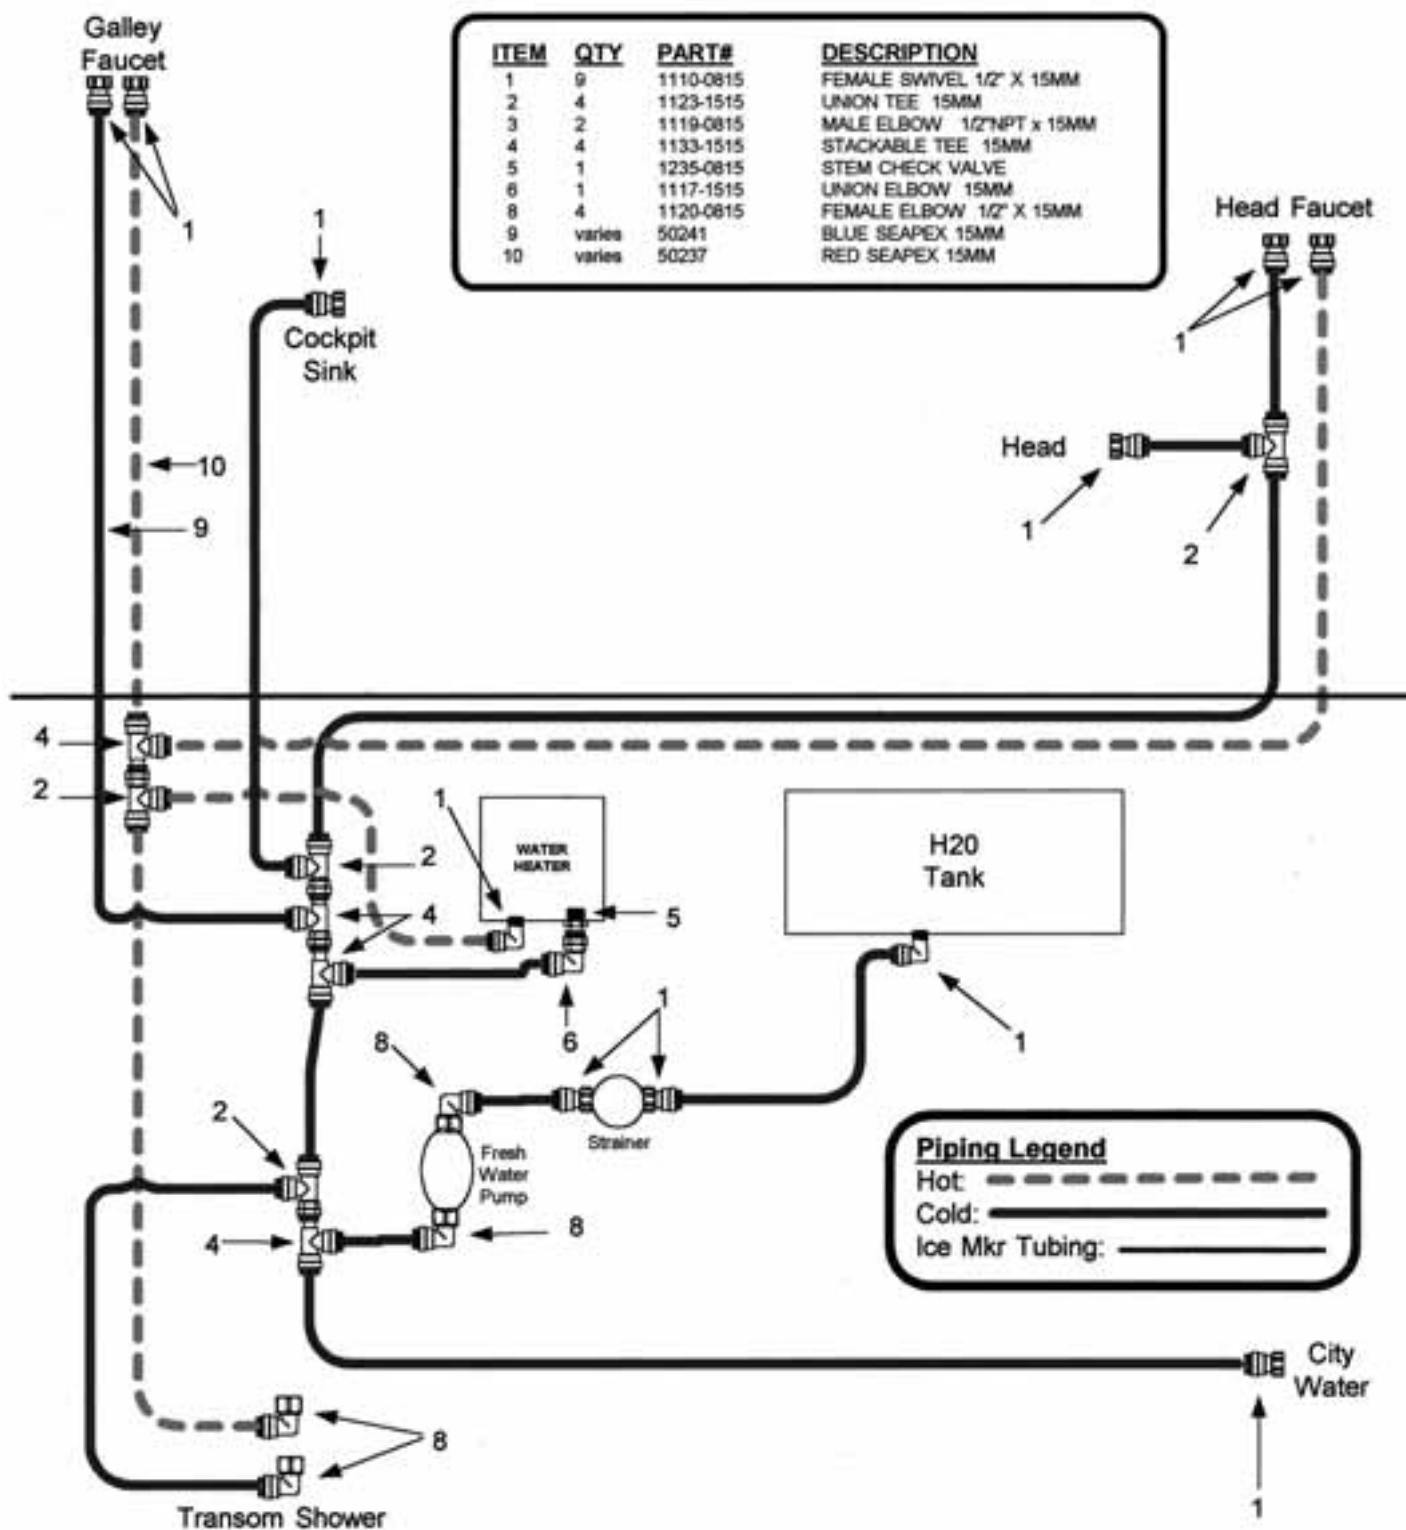 Galley
Faucet
ITEM QTY PART# DESCRIPTION
1 9 1110-0815 FEMALE SWIVEL 1/2" X 15MM
2 4 1123-1515 UNION TEE 15MM
3 2 1119-0815 MALE ELBOW 1/2"NPT x 15MM
4 4 1133-1515 STACKABLE TEE 15MM
5 1 1235-0815 STEM CHECK VALVE
6 1 1117-1515 UNION ELBOW 15MM
8 4 1120-0815 FEMALE ELBOW 1/2" X 15MM
9 varies 50241 BLUE SEAPEX 15MM
10 varies 50237 RED SEAPEX 15MM
1
1
Cockpit
Sink
Head Faucet
1
Head
1
2
10
9
4
2
1
WATER
HEATER
H20
Tank
2
4
5
6
1
1
8
Strainer
Fresh
Water
Pump
2
4
8
Piping Legend
Hot:
Cold:
Ice Mkr Tubing:
City
Water
1
8
Transom Shower